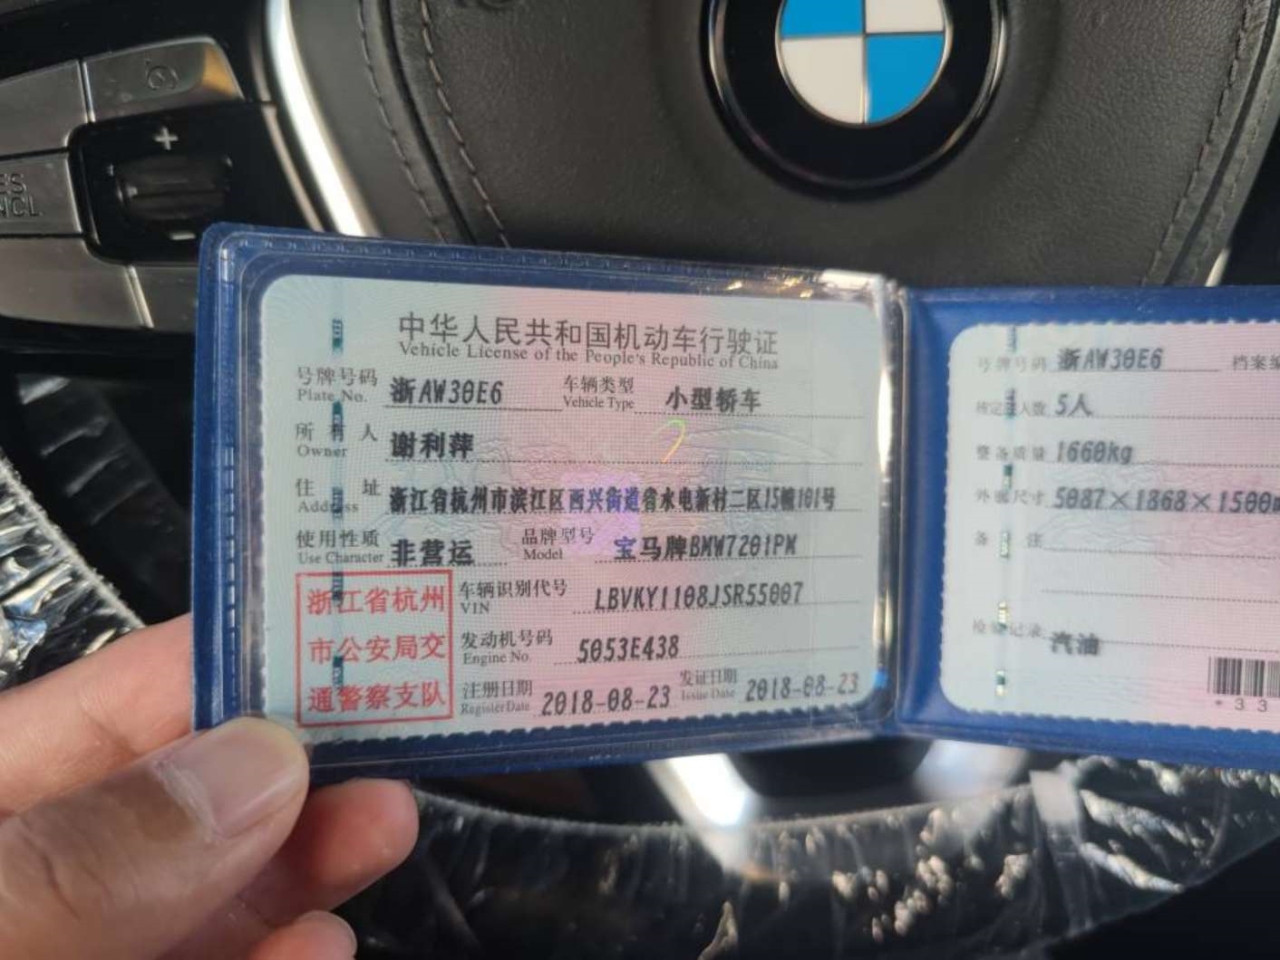 中华人民共和国机动车行驶证
Vehicle License of the People's Republic of China
号牌号码 浙AW30E6 车辆类型 小型轿车
Plate No. Vehicle Type
所有人 谢利萍
Owner
住址 浙江省杭州市滨江区西兴街道省水电新村二区15幢101号
Address
使用性质 非营运 品牌型号 宝马牌BMW7201PM
Use Character Model
浙江省杭州
市公安局交
通警察支队
车辆识别代号 LBVKY1108JSR55007
VIN
发动机号码 5053E438
Engine No.
注册日期 2018-08-23 发证日期 2018-08-23
Register Date Issue Date
号牌号码 浙AW30E6 档案编
核定载人数 5人
整备质量 1660kg
外廓尺寸 5087×1868×1500
备注
检验记录 汽油
*33
+